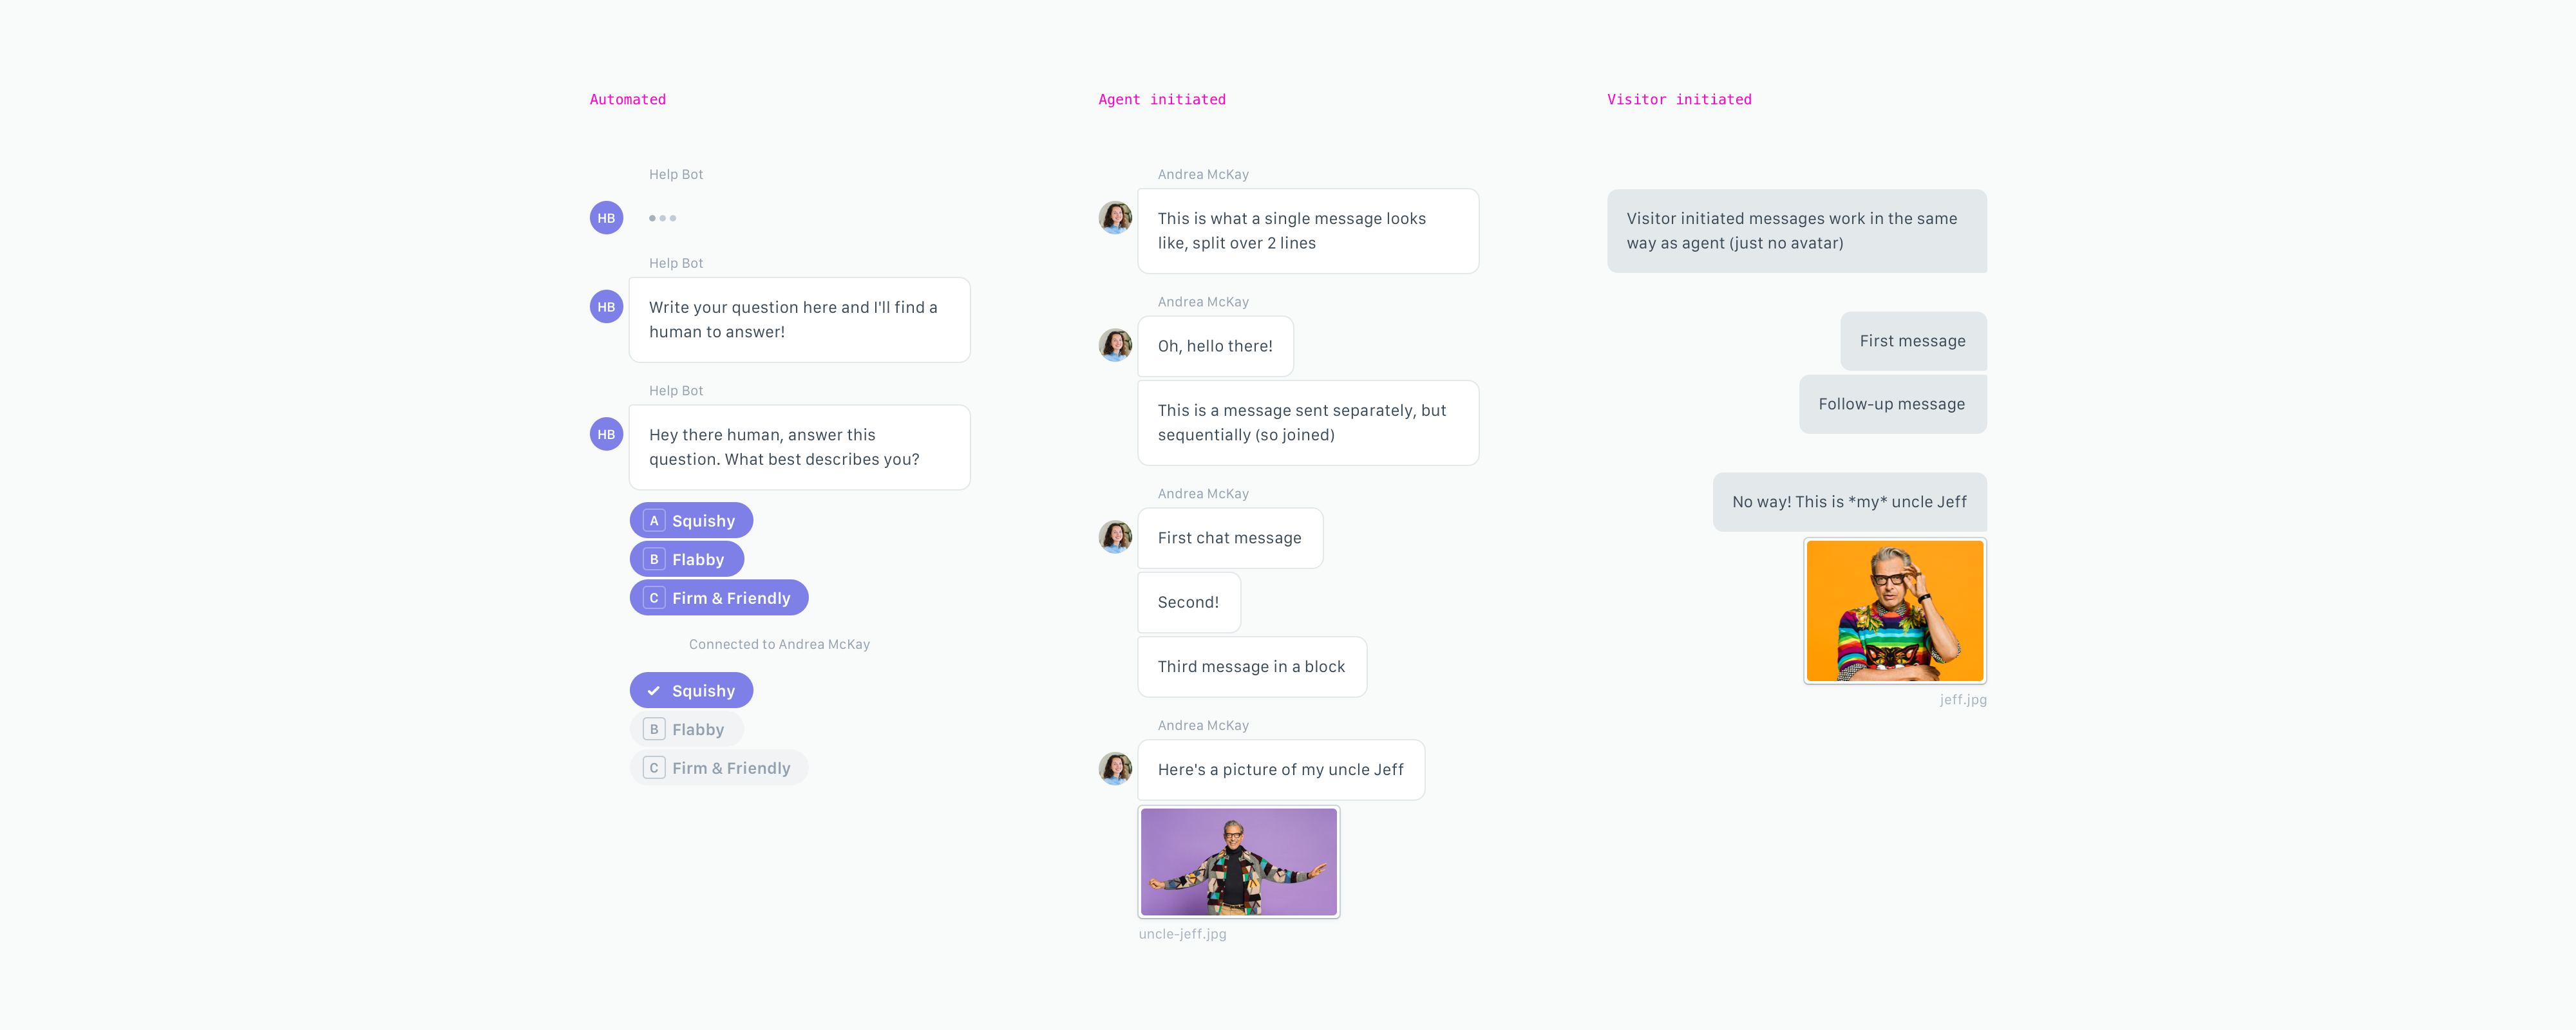 Automated
Help Bot
HB
Help Bot
HB
Write your question here and I'll find a
human to answer!
Help Bot
HB
Hey there human, answer this
question. What best describes you?
A Squishy
B Flabby
C Firm & Friendly
Connected to Andrea McKay
Squishy
B Flabby
C Firm & Friendly
Agent initiated
Andrea McKay
This is what a single message looks
like, split over 2 lines
Andrea McKay
Oh, hello there!
This is a message sent separately, but
sequentially (so joined)
Andrea McKay
First chat message
Second!
Third message in a block
Andrea McKay
Here's a picture of my uncle Jeff
uncle-jeff.jpg
Visitor initiated
Visitor initiated messages work in the same
way as agent (just no avatar)
First message
Follow-up message
No way! This is *my* uncle Jeff
jeff.jpg